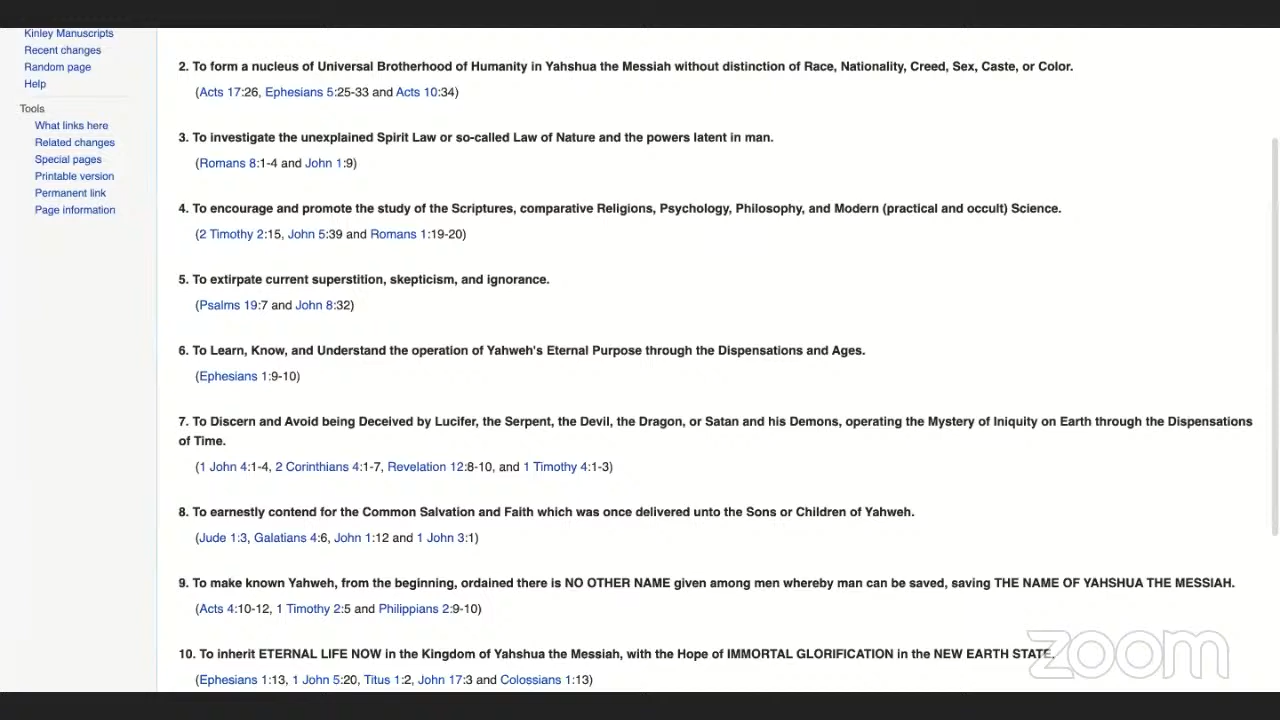 Kinley Manuscripts
Recent changes
Random page
Help
Tools
What links here
Related changes
Special pages
Printable version
Permanent link
Page information
2. To form a nucleus of Universal Brotherhood of Humanity in Yahshua the Messiah without distinction of Race, Nationality, Creed, Sex, Caste, or Color.
(Acts 17:26, Ephesians 5:25-33 and Acts 10:34)
3. To investigate the unexplained Spirit Law or so-called Law of Nature and the powers latent in man.
(Romans 8:1-4 and John 1:9)
4. To encourage and promote the study of the Scriptures, comparative Religions, Psychology, Philosophy, and Modern (practical and occult) Science.
(2 Timothy 2:15, John 5:39 and Romans 1:19-20)
5. To extirpate current superstition, skepticism, and ignorance.
(Psalms 19:7 and John 8:32)
6. To Learn, Know, and Understand the operation of Yahweh's Eternal Purpose through the Dispensations and Ages.
(Ephesians 1:9-10)
7. To Discern and Avoid being Deceived by Lucifer, the Serpent, the Devil, the Dragon, or Satan and his Demons, operating the Mystery of Iniquity on Earth through the Dispensations
of Time.
(1 John 4:1-4, 2 Corinthians 4:1-7, Revelation 12:8-10, and 1 Timothy 4:1-3)
8. To earnestly contend for the Common Salvation and Faith which was once delivered unto the Sons or Children of Yahweh.
(Jude 1:3, Galatians 4:6, John 1:12 and 1 John 3:1)
9. To make known Yahweh, from the beginning, ordained there is NO OTHER NAME given among men whereby man can be saved, saving THE NAME OF YAHSHUA THE MESSIAH.
(Acts 4:10-12, 1 Timothy 2:5 and Philippians 2:9-10)
10. To inherit ETERNAL LIFE NOW in the Kingdom of Yahshua the Messiah, with the Hope of IMMORTAL GLORIFICATION in the NEW EARTH STATE.
(Ephesians 1:13, 1 John 5:20, Titus 1:2, John 17:3 and Colossians 1:13)
zoom